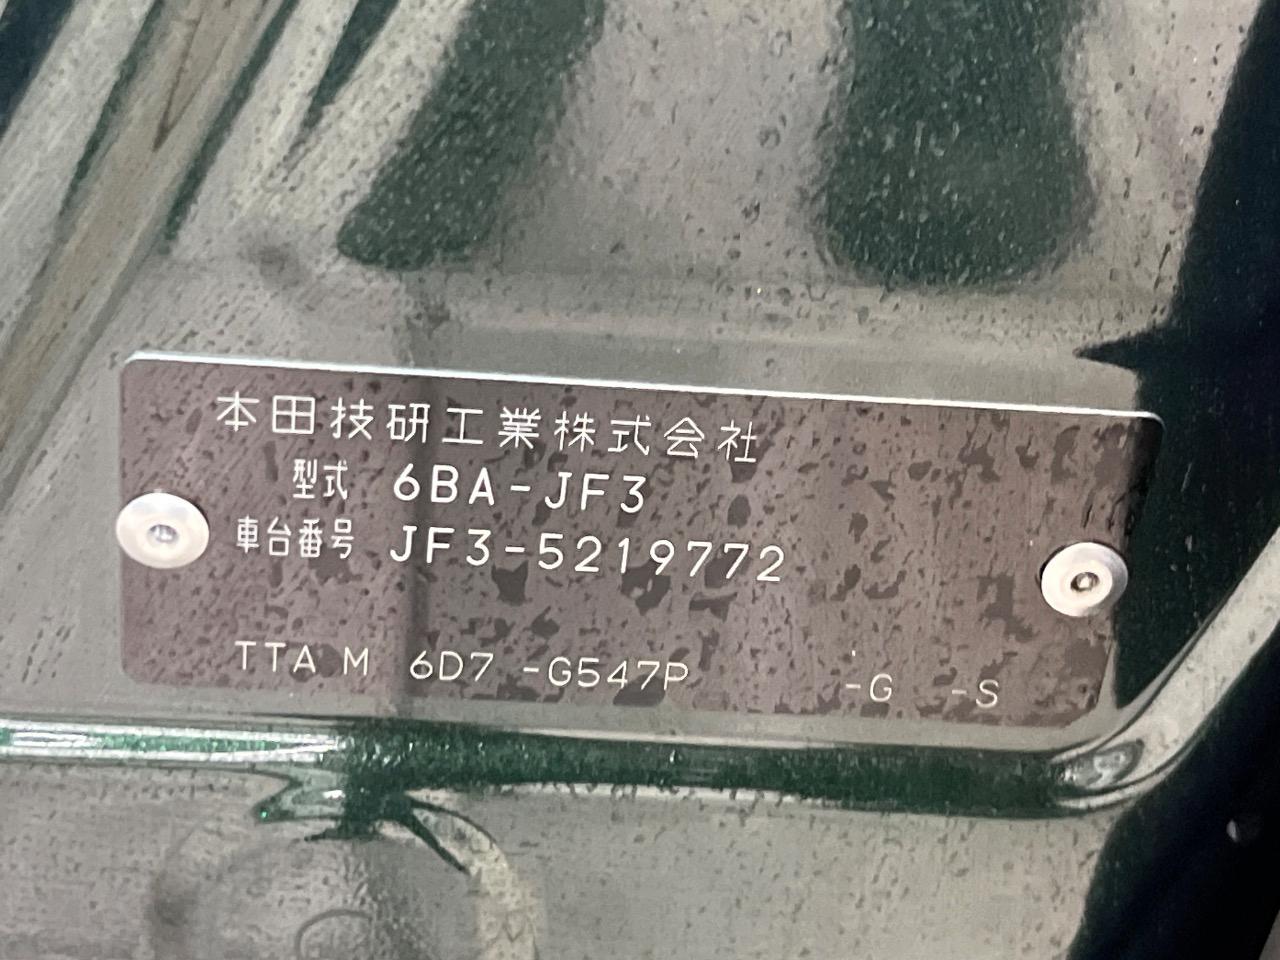 本田技研工業株式会社
型式 6BA-JF3
車台番号 JF3-5219772
TTA M 6D7 -G547P -G -S